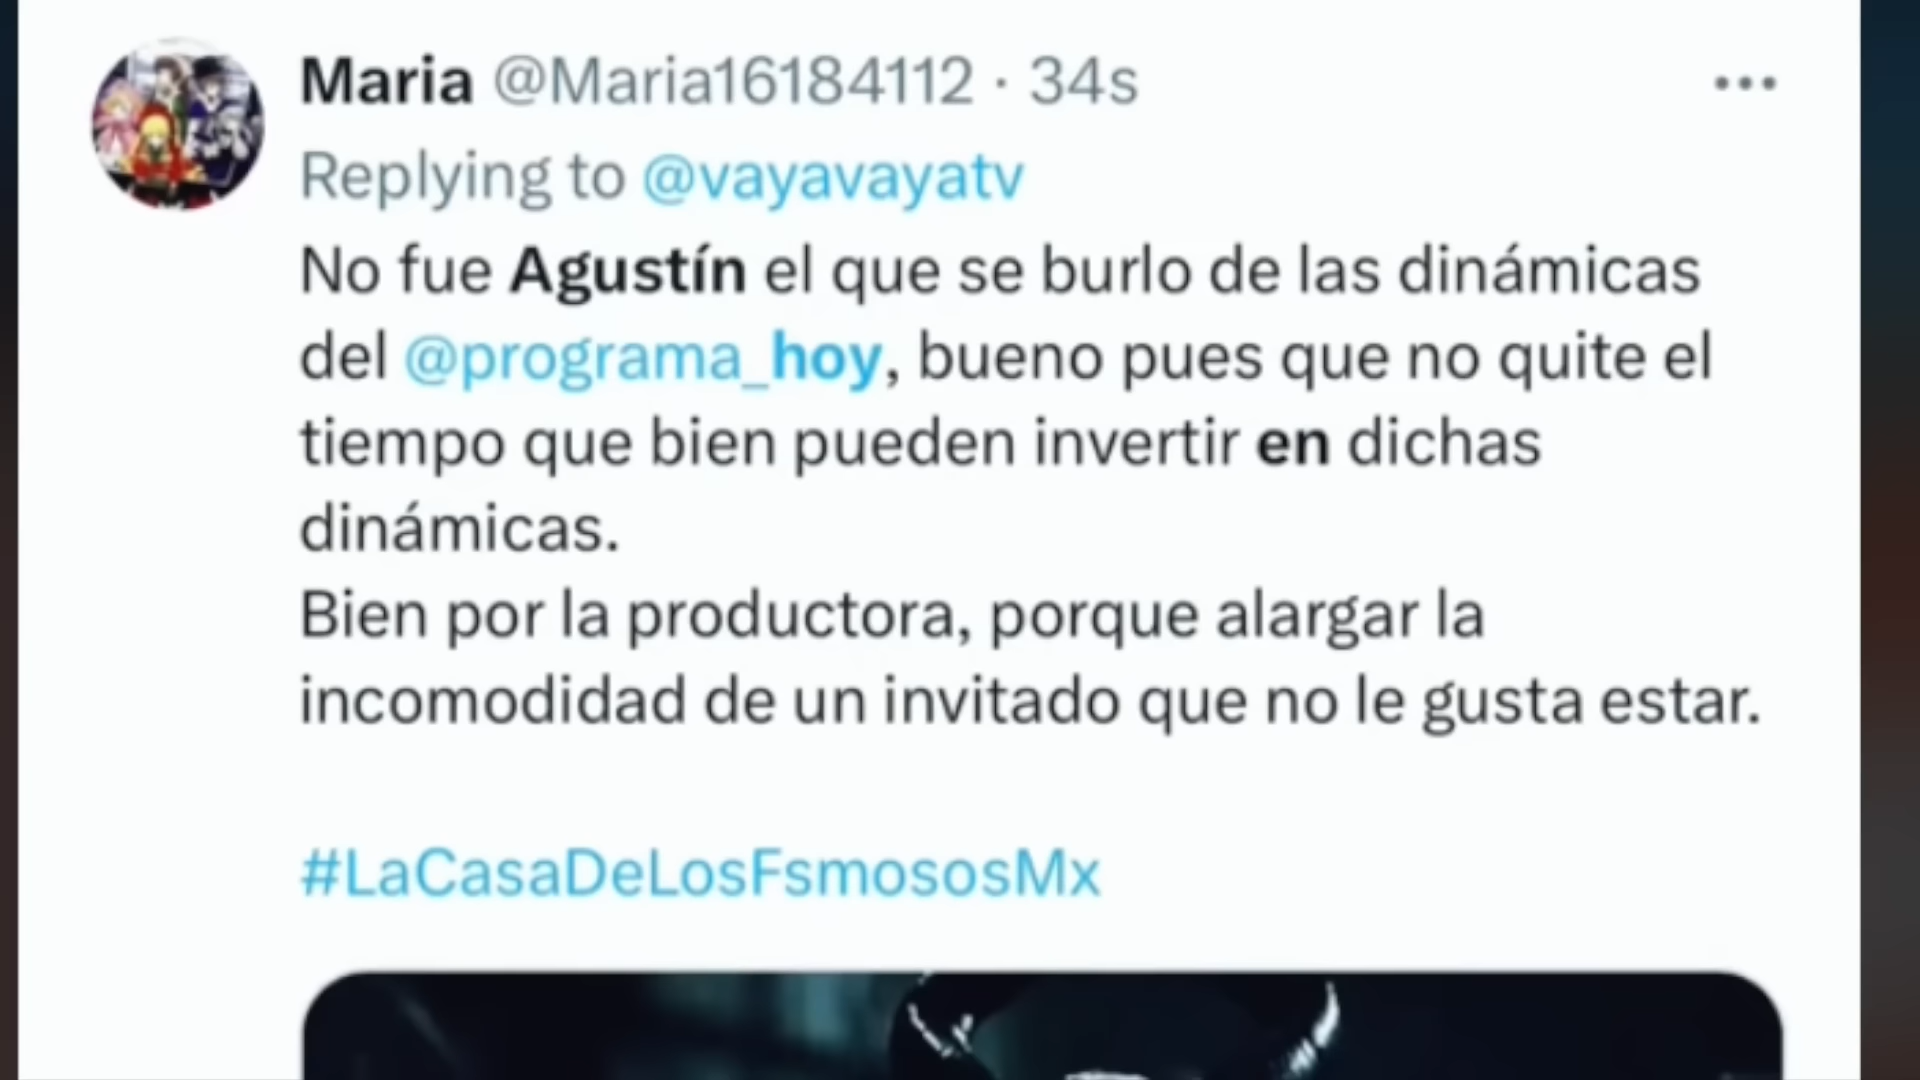 Maria @Maria16184112 · 34s
Replying to @vayavayatv
No fue Agustín el que se burlo de las dinámicas
del @programa_hoy, bueno pues que no quite el
tiempo que bien pueden invertir en dichas
dinámicas.
Bien por la productora, porque alargar la
incomodidad de un invitado que no le gusta estar.
#LaCasaDeLosFsmososMx